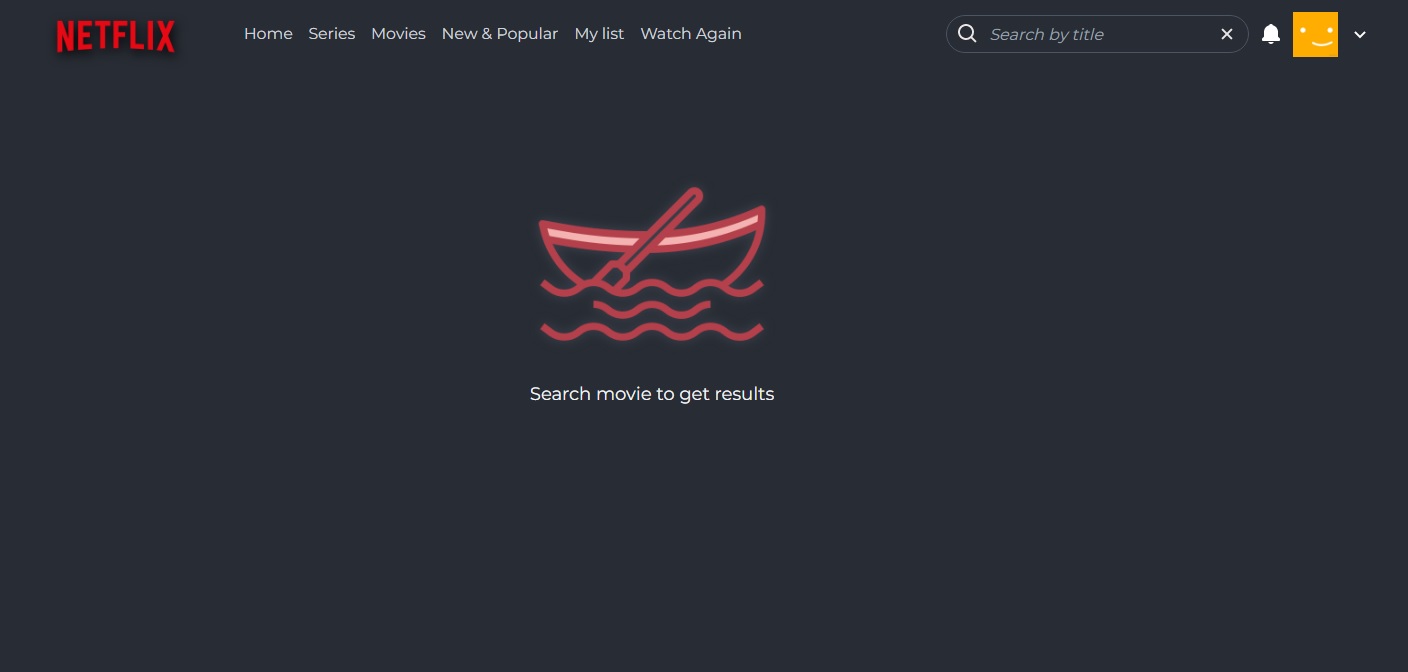 NETFLIX
Home Series Movies New & Popular My list Watch Again
Search by title
Search movie to get results